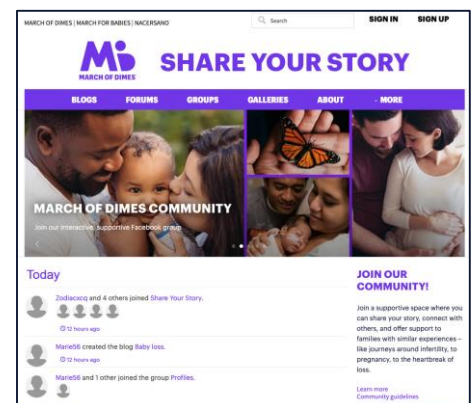 MARCH OF DIMES | MARCH FOR BABIES | NACERSANO
Search
SIGN IN SIGN UP
MARCH OF DIMES
SHARE YOUR STORY
BLOGS FORUMS GROUPS GALLERIES ABOUT MORE
MARCH OF DIMES COMMUNITY
Join our interactive, supportive Facebook group
Today
Zodiacxcq and 4 others joined Share Your Story.
12 hours ago
Marie56 created the blog Baby loss.
12 hours ago
Marie56 and 1 other joined the group Profiles.
JOIN OUR
COMMUNITY!
Join a supportive space where you
can share your story, connect with
others, and offer support to
families with similar experiences –
like journeys around infertility, to
pregnancy, to the heartbreak of
loss.
Learn more
Community guidelines